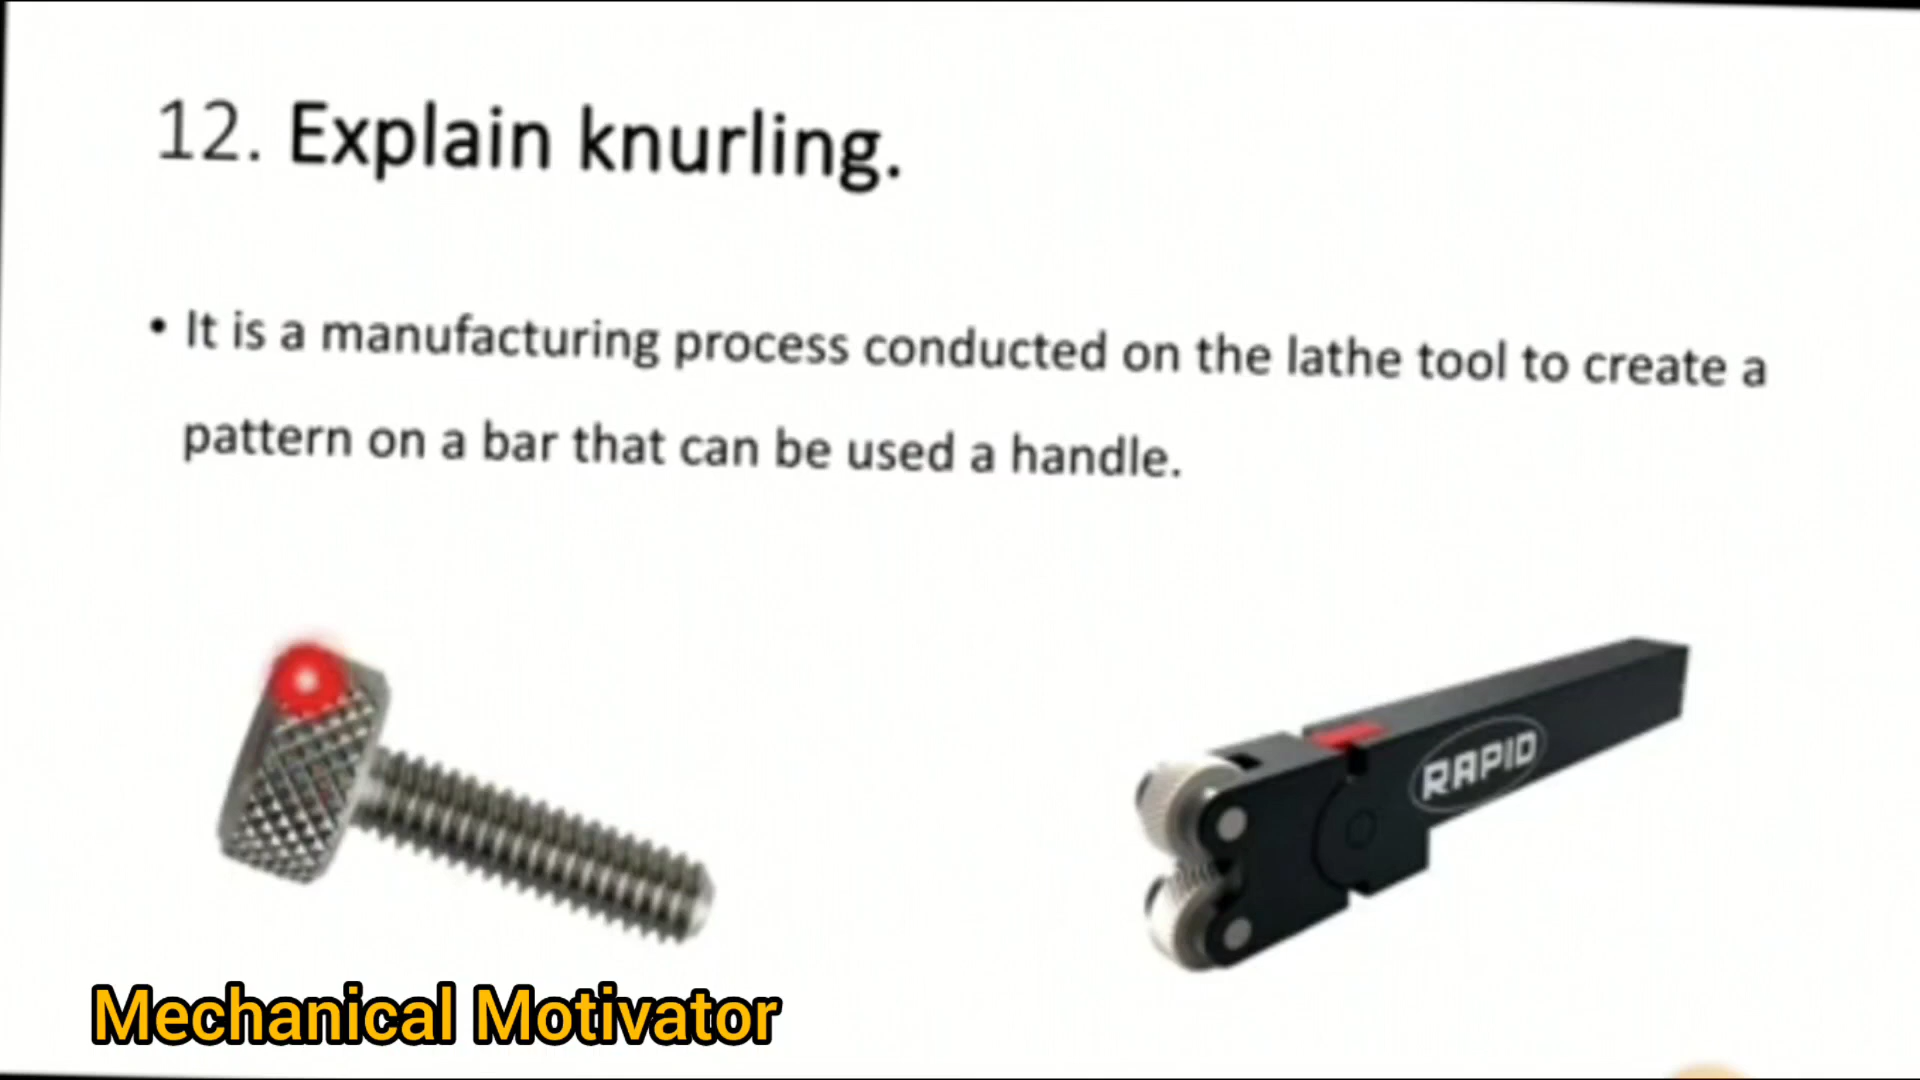 12. Explain knurling.
• It is a manufacturing process conducted on the lathe tool to create a
pattern on a bar that can be used a handle.
RAPID
Mechanical Motivator